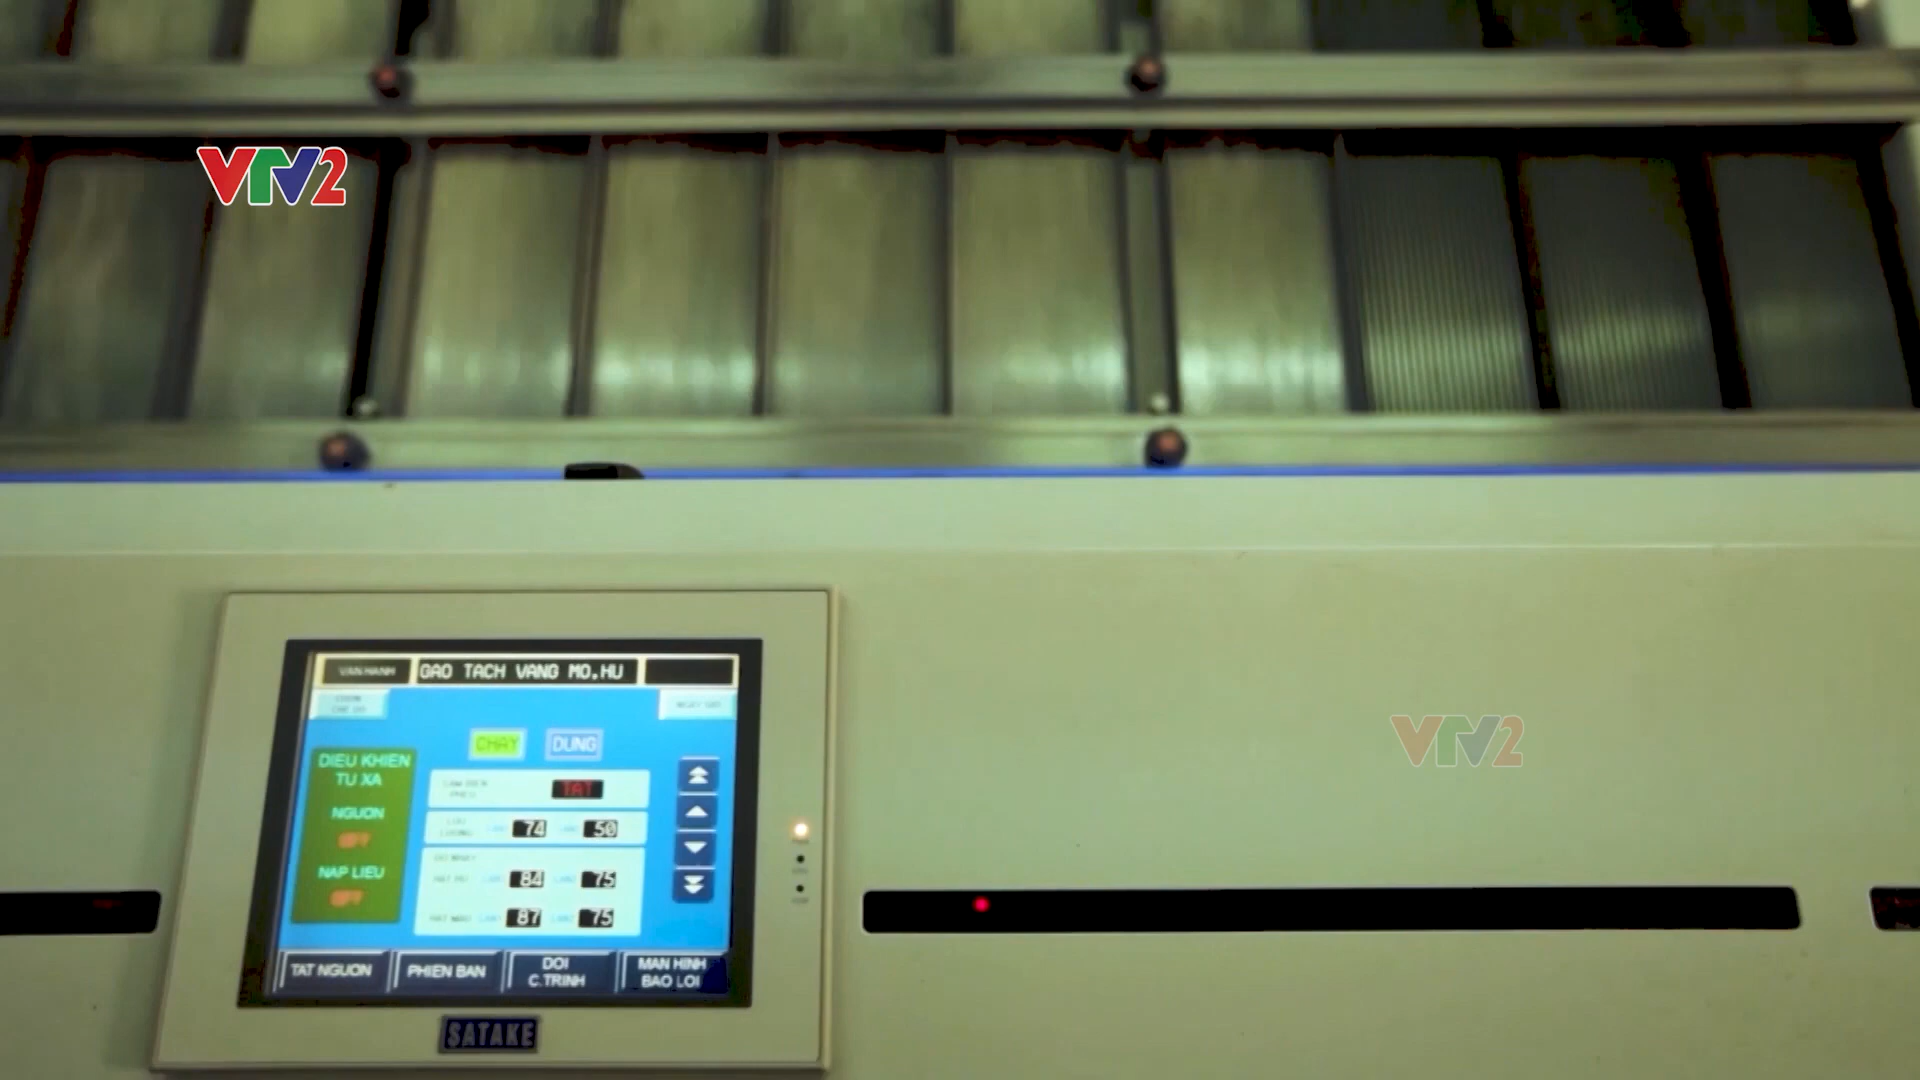 VTV2
VAN HANH
GAO TACH VANG MO.HU
CHAY
DUNG
DIEU KHIEN
TU XA
TAT
NGUON
OFF
74
50
NAP LIEU
OFF
84
75
87
75
TAT NGUON
PHIEN BAN
DOI
C.TRINH
MAN HINH
BAO LOI
SATAKE
VTV2